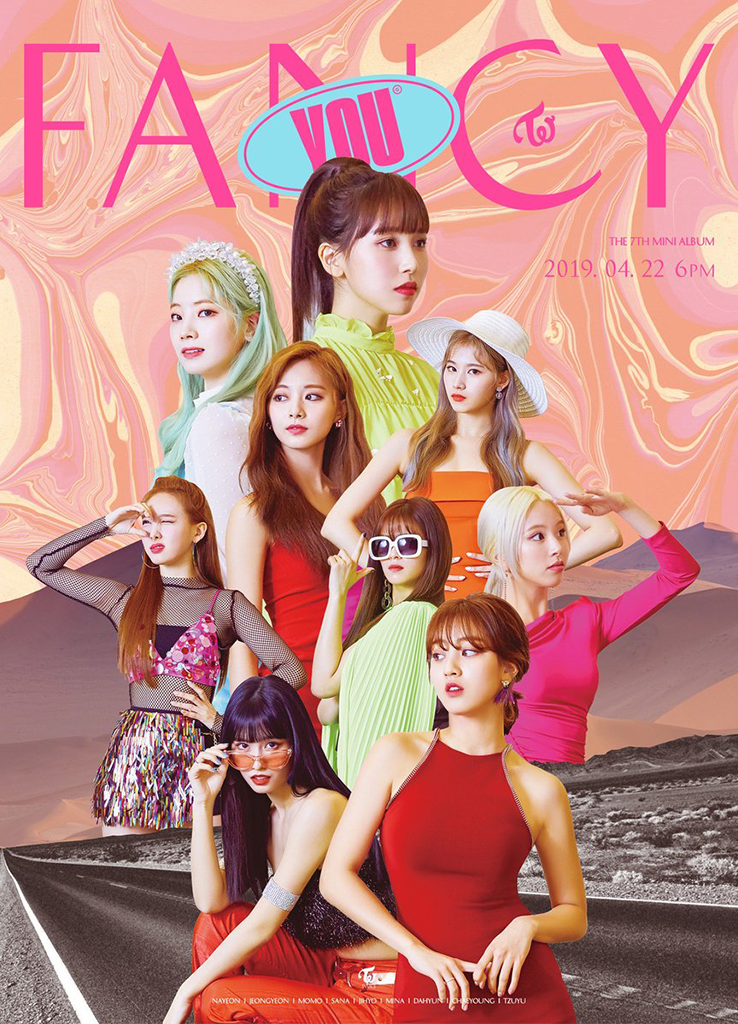 FANCY
YOU
THE 7TH MINI ALBUM
2019. 04. 22 6PM
NAYEON I JEONGYEON I MOMO I SANA I JIHYO I MINA I DAHYUN I CHAEYOUNG I TZUYU